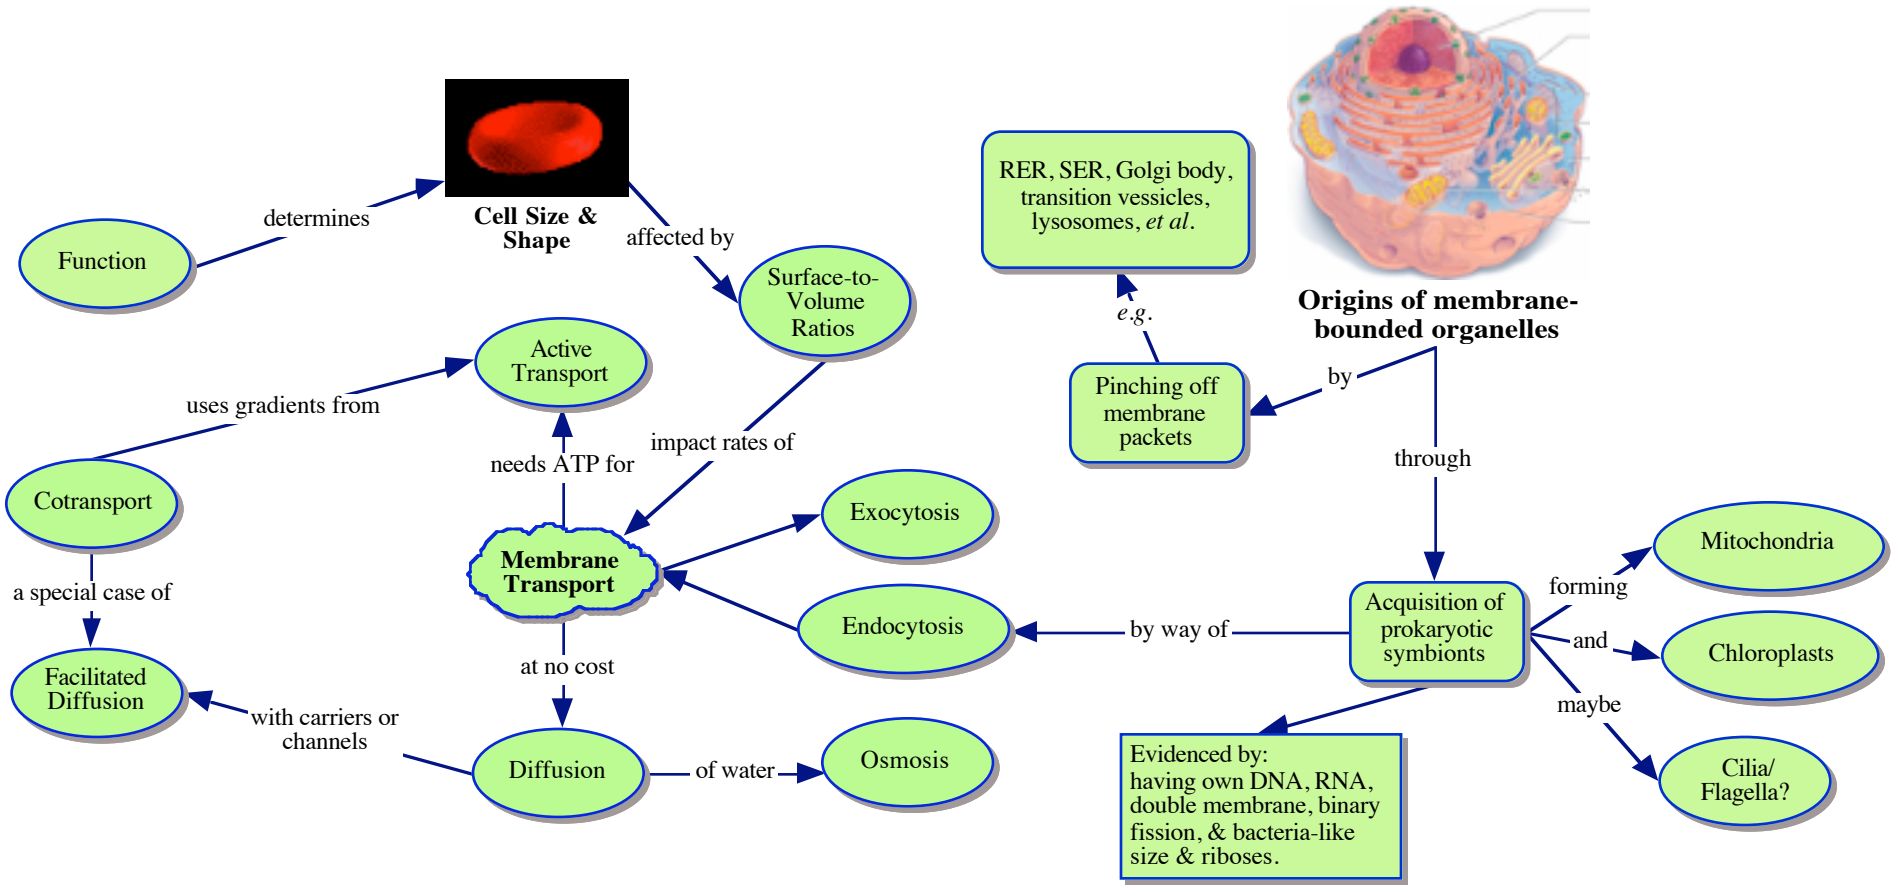 determines
Function
Cell Size &
Shape
affected by
Surface-to-
Volume
Ratios
RER, SER, Golgi body,
transition vessicles,
lysosomes, et al.
e.g.
Origins of membrane-
bounded organelles
by
Pinching off
membrane
packets
through
Active
Transport
uses gradients from
needs ATP for
impact rates of
Cotransport
a special case of
Exocytosis
Membrane
Transport
Endocytosis
by way of
Acquisition of
prokaryotic
symbionts
forming
Mitochondria
and
Chloroplasts
maybe
Cilia/
Flagella?
at no cost
Facilitated
Diffusion
with carriers or
channels
Diffusion
of water
Osmosis
Evidenced by:
having own DNA, RNA,
double membrane, binary
fission, & bacteria-like
size & riboses.